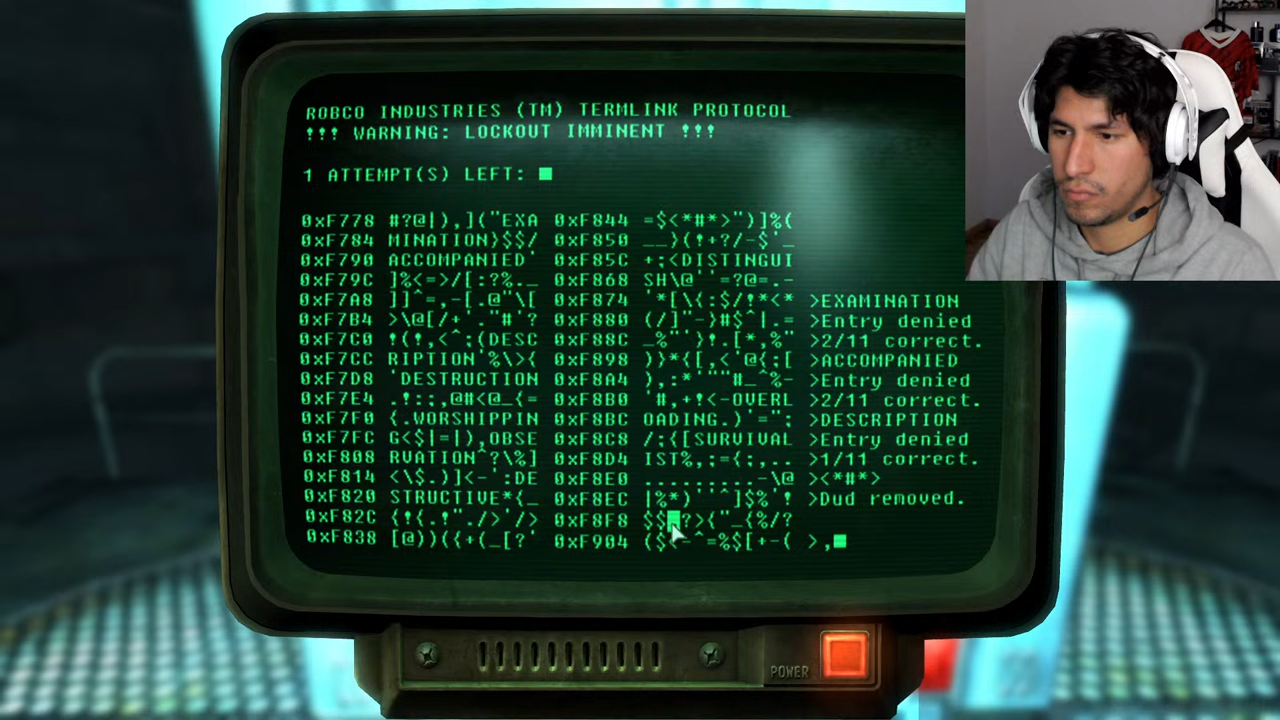 ROBCO INDUSTRIES (TM) TERMLINK PROTOCOL
!!! WARNING: LOCKOUT IMMINENT !!!
1 ATTEMPT(S) LEFT: ■
0xF778 #?@|),]("EXA 0xF844 =$<*#*>")]%(
0xF784 MINATION}$$/ 0xF850 __)(!+?/-$'_
0xF790 ACCOMPANIED' 0xF85C +;<DISTINGUI
0xF79C ]%<=>/[:?%._ 0xF868 SH\@''=?@=.-
0xF7A8 ]]^=,-[.@"\[ 0xF874 '*[\{:$/!*<* >EXAMINATION
0xF7B4 >\@[/+'."#'? 0xF880 (/]"-}#$^|.= >Entry denied
0xF7C0 !(!,<^;(DESC 0xF88C _%"`}!.[*,%" >2/11 correct.
0xF7CC RIPTION'%\>{ 0xF898 )}*{[,<'@{;[ >ACCOMPANIED
0xF7D8 'DESTRUCTION 0xF8A4 ),:*`""#_^%- >Entry denied
0xF7E4 .!:;,@#<@_{= 0xF8B0 '#,+!<-OVERL >2/11 correct.
0xF7F0 {.WORSHIPPIN 0xF8BC OADING.)'="; >DESCRIPTION
0xF7FC G<$|=|),OBSE 0xF8C8 /;{[SURVIVAL >Entry denied
0xF808 RVATION^?\%] 0xF8D4 IST%,;={;,.. >1/11 correct.
0xF814 <\$.)]<-`:DE 0xF8E0 .........-\@ ><*#*>
0xF820 STRUCTIVE*{_ 0xF8EC |%*)'`^]$%'! >Dud removed.
0xF82C {!{.!"./>'/> 0xF8F8 $$ ?>{"_{%/?
0xF838 [@))({+(_[?' 0xF904 ($ -^=%$[+-( >,■
POWER